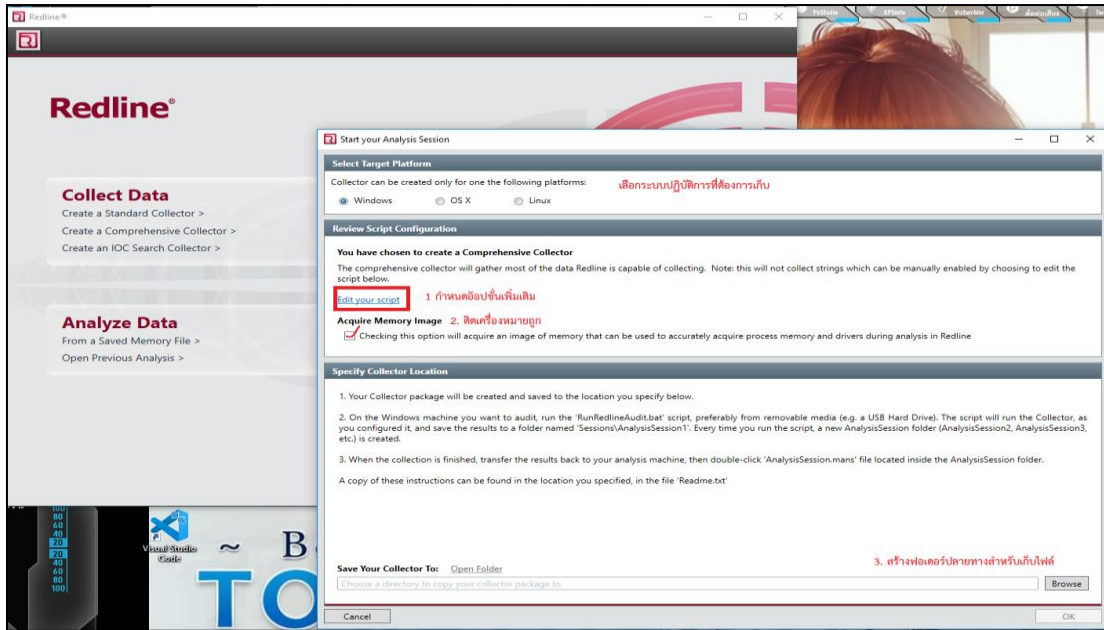 Redline®
Redline®
Collect Data
Create a Standard Collector >
Create a Comprehensive Collector >
Create an IOC Search Collector >
Analyze Data
From a Saved Memory File >
Open Previous Analysis >
Start your Analysis Session
Select Target Platform
Collector can be created only for one the following platforms:
เลือกระบบปฏิบัติการที่ต้องการเก็บ
Windows OS X Linux
Review Script Configuration
You have chosen to create a Comprehensive Collector
The comprehensive collector will gather most of the data Redline is capable of collecting. Note: this will not collect strings which can be manually enabled by choosing to edit the
script below.
Edit your script
1 กำหนดอ๊อปชั่นเพิ่มเติม
Acquire Memory Image
2. ติดเครื่องหมายถูก
Checking this option will acquire an image of memory that can be used to accurately acquire process memory and drivers during analysis in Redline
Specify Collector Location
1. Your Collector package will be created and saved to the location you specify below.
2. On the Windows machine you want to audit, run the 'RunRedlineAudit.bat' script, preferably from removable media (e.g. a USB Hard Drive). The script will run the Collector, as
you configured it, and save the results to a folder named 'Sessions\AnalysisSession1'. Every time you run the script, a new AnalysisSession folder (AnalysisSession2, AnalysisSession3,
etc.) is created.
3. When the collection is finished, transfer the results back to your analysis machine, then double-click 'AnalysisSession.mans' file located inside the AnalysisSession folder.
A copy of these instructions can be found in the location you specified, in the file 'Readme.txt'
3. สร้างฟอเดอร์ปลายทางสำหรับเก็บไฟล์
Save Your Collector To: Open Folder
Choose a directory to copy your collector package to
Browse
Cancel
OK
100
80
60
40
20
20
40
60
80
100
Visual Studio
Code
~ B
TO